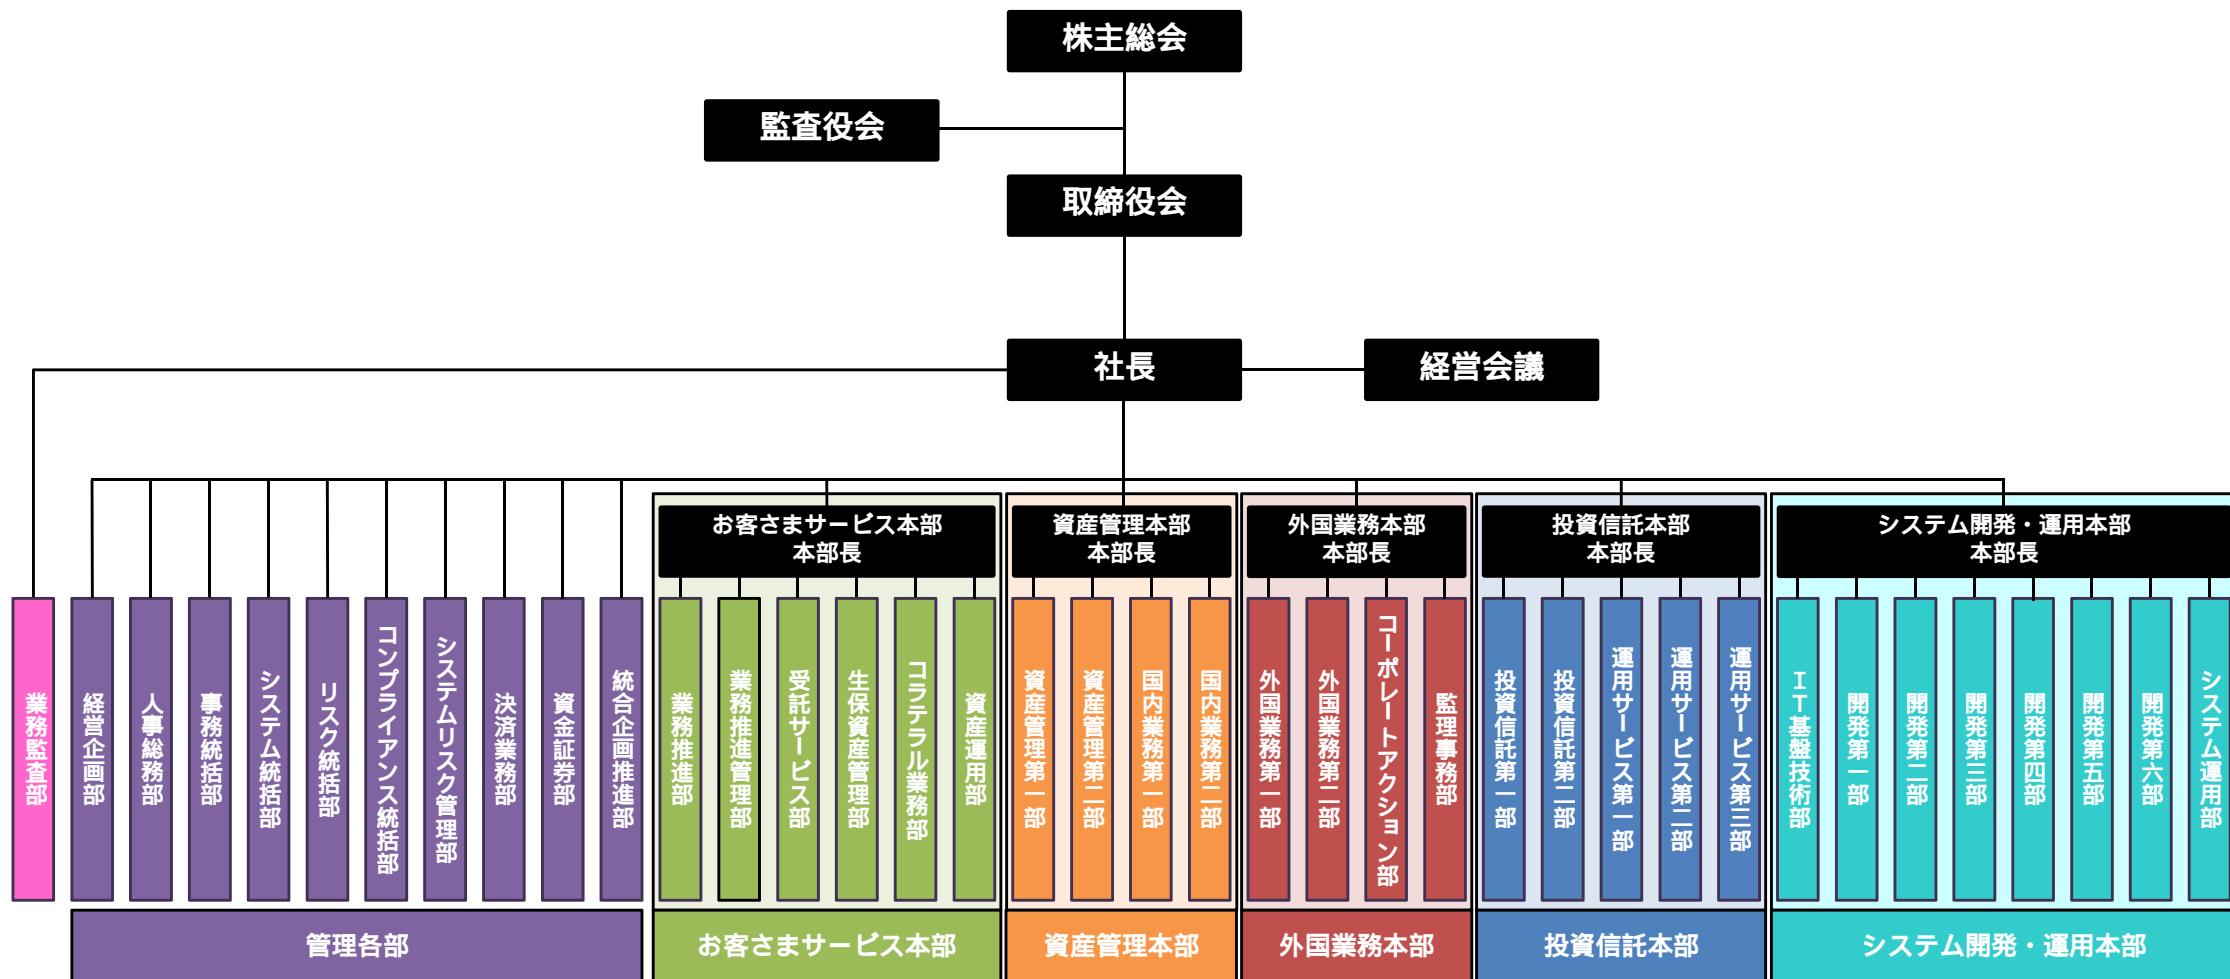 株主総会
監査役会
取締役会
社長
経営会議
お客さまサービス本部
本部長
資産管理本部
本部長
外国業務本部
本部長
投資信託本部
本部長
システム開発・運用本部
本部長
業務監査部
経営企画部
人事総務部
事務統括部
システム統括部
リスク統括部
コンプライアンス統括部
システムリスク管理部
決済業務部
資金証券部
統合企画推進部
業務推進部
業務推進管理部
受託サービス部
生保資産管理部
コラテラル業務部
資産運用部
資産管理第一部
資産管理第二部
国内業務第一部
国内業務第二部
外国業務第一部
外国業務第二部
コーポレートアクション部
監理事務部
投資信託第一部
投資信託第二部
運用サービス第一部
運用サービス第二部
運用サービス第三部
ＩＴ基盤技術部
開発第一部
開発第二部
開発第三部
開発第四部
開発第五部
開発第六部
システム運用部
管理各部
お客さまサービス本部
資産管理本部
外国業務本部
投資信託本部
システム開発・運用本部